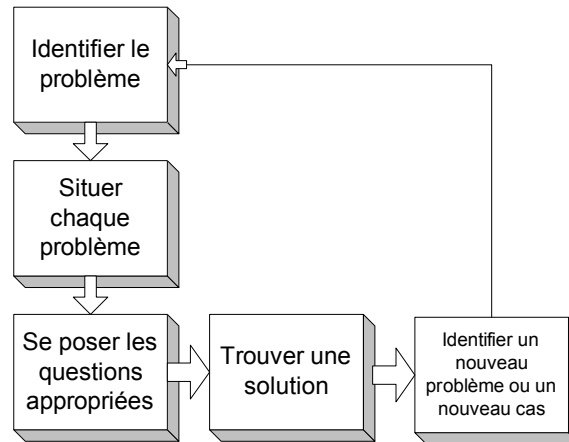 Identifier le
problème
Situer
chaque
problème
Se poser les
questions
appropriées
Trouver une
solution
Identifier un
nouveau
problème ou un
nouveau cas